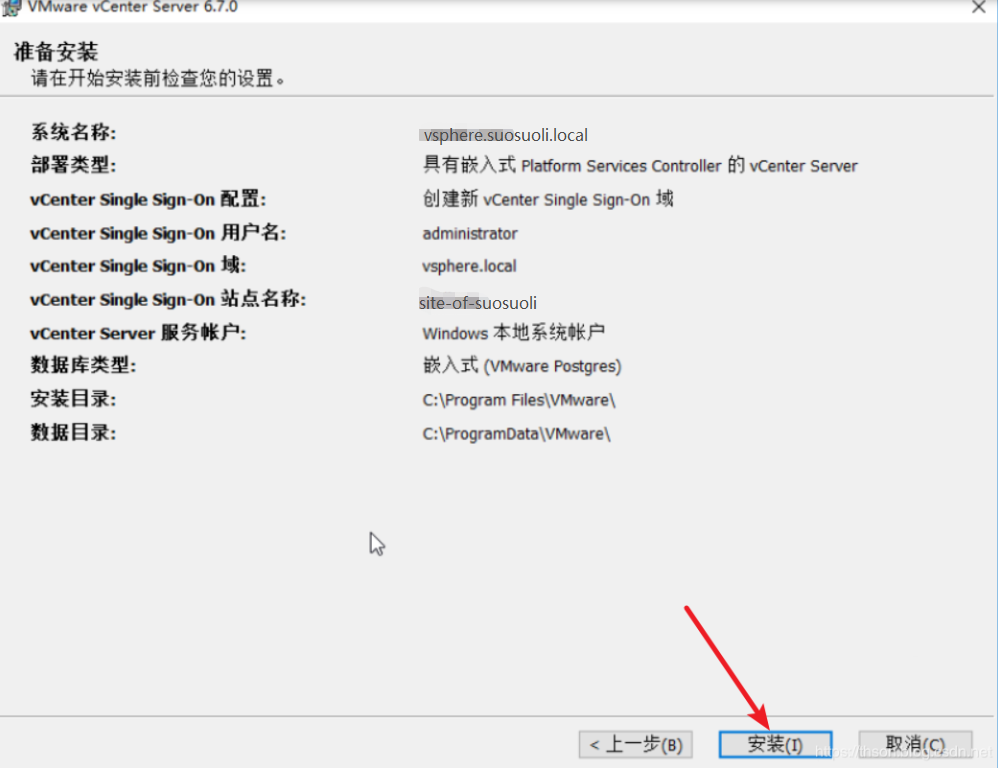 VMware vCenter Server 6.7.0
准备安装
请在开始安装前检查您的设置。
系统名称: vsphere.suosuoli.local
部署类型: 具有嵌入式 Platform Services Controller 的 vCenter Server
vCenter Single Sign-On 配置: 创建新 vCenter Single Sign-On 域
vCenter Single Sign-On 用户名: administrator
vCenter Single Sign-On 域: vsphere.local
vCenter Single Sign-On 站点名称: site-of-suosuoli
vCenter Server 服务帐户: Windows 本地系统帐户
数据库类型: 嵌入式 (VMware Postgres)
安装目录: C:\Program Files\VMware\
数据目录: C:\ProgramData\VMware\
< 上一步(B) 安装(I) 取消(C)